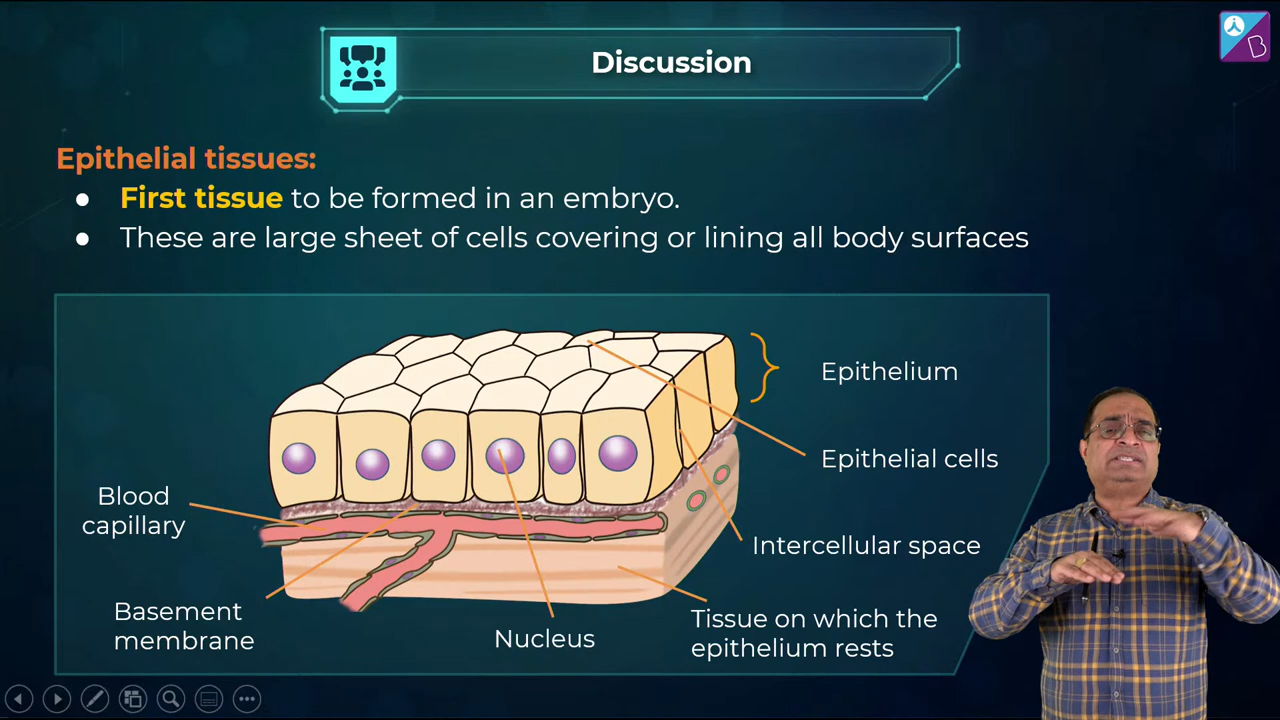 Discussion
B
Epithelial tissues:
● First tissue to be formed in an embryo.
● These are large sheet of cells covering or lining all body surfaces
Epithelium
Epithelial cells
Blood
capillary
Intercellular space
Basement
membrane
Nucleus
Tissue on which the
epithelium rests